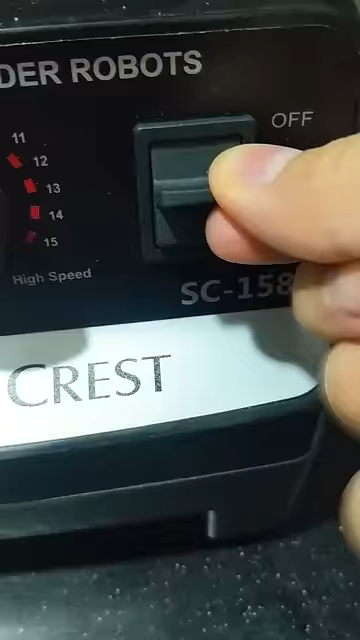 DER ROBOTS
OFF
11
12
13
14
15
High Speed
SC-158
CREST